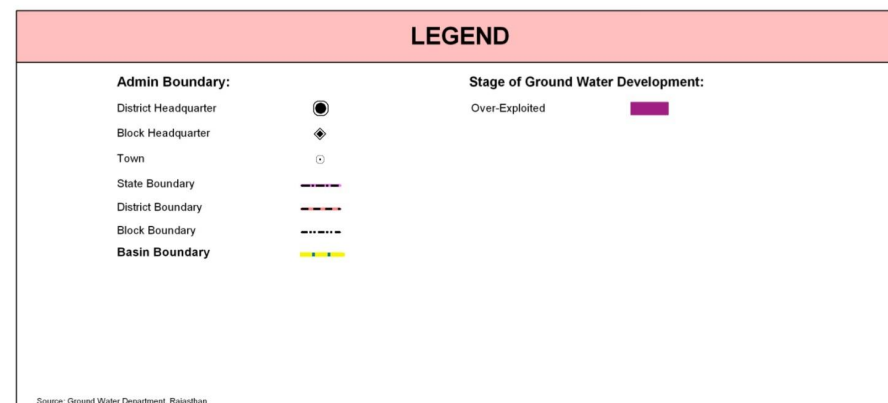 LEGEND
Admin Boundary:
District Headquarter
Block Headquarter
Town
State Boundary
District Boundary
Block Boundary
Basin Boundary
Stage of Ground Water Development:
Over-Exploited
Source: Ground Water Department, Rajasthan